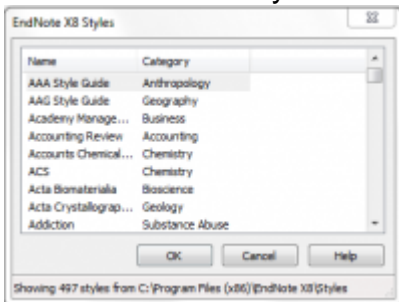 EndNote X8 Styles
Name Category
AAA Style Guide Anthropology
AAG Style Guide Geography
Academy Manage... Business
Accounting Review Accounting
Accounts Chemical... Chemistry
ACS Chemistry
Acta Biomaterialia Bioscience
Acta Crystallograp... Geology
Addiction Substance Abuse
OK Cancel Help
Showing 497 styles from C:\Program Files (x86)\EndNote X8\Styles